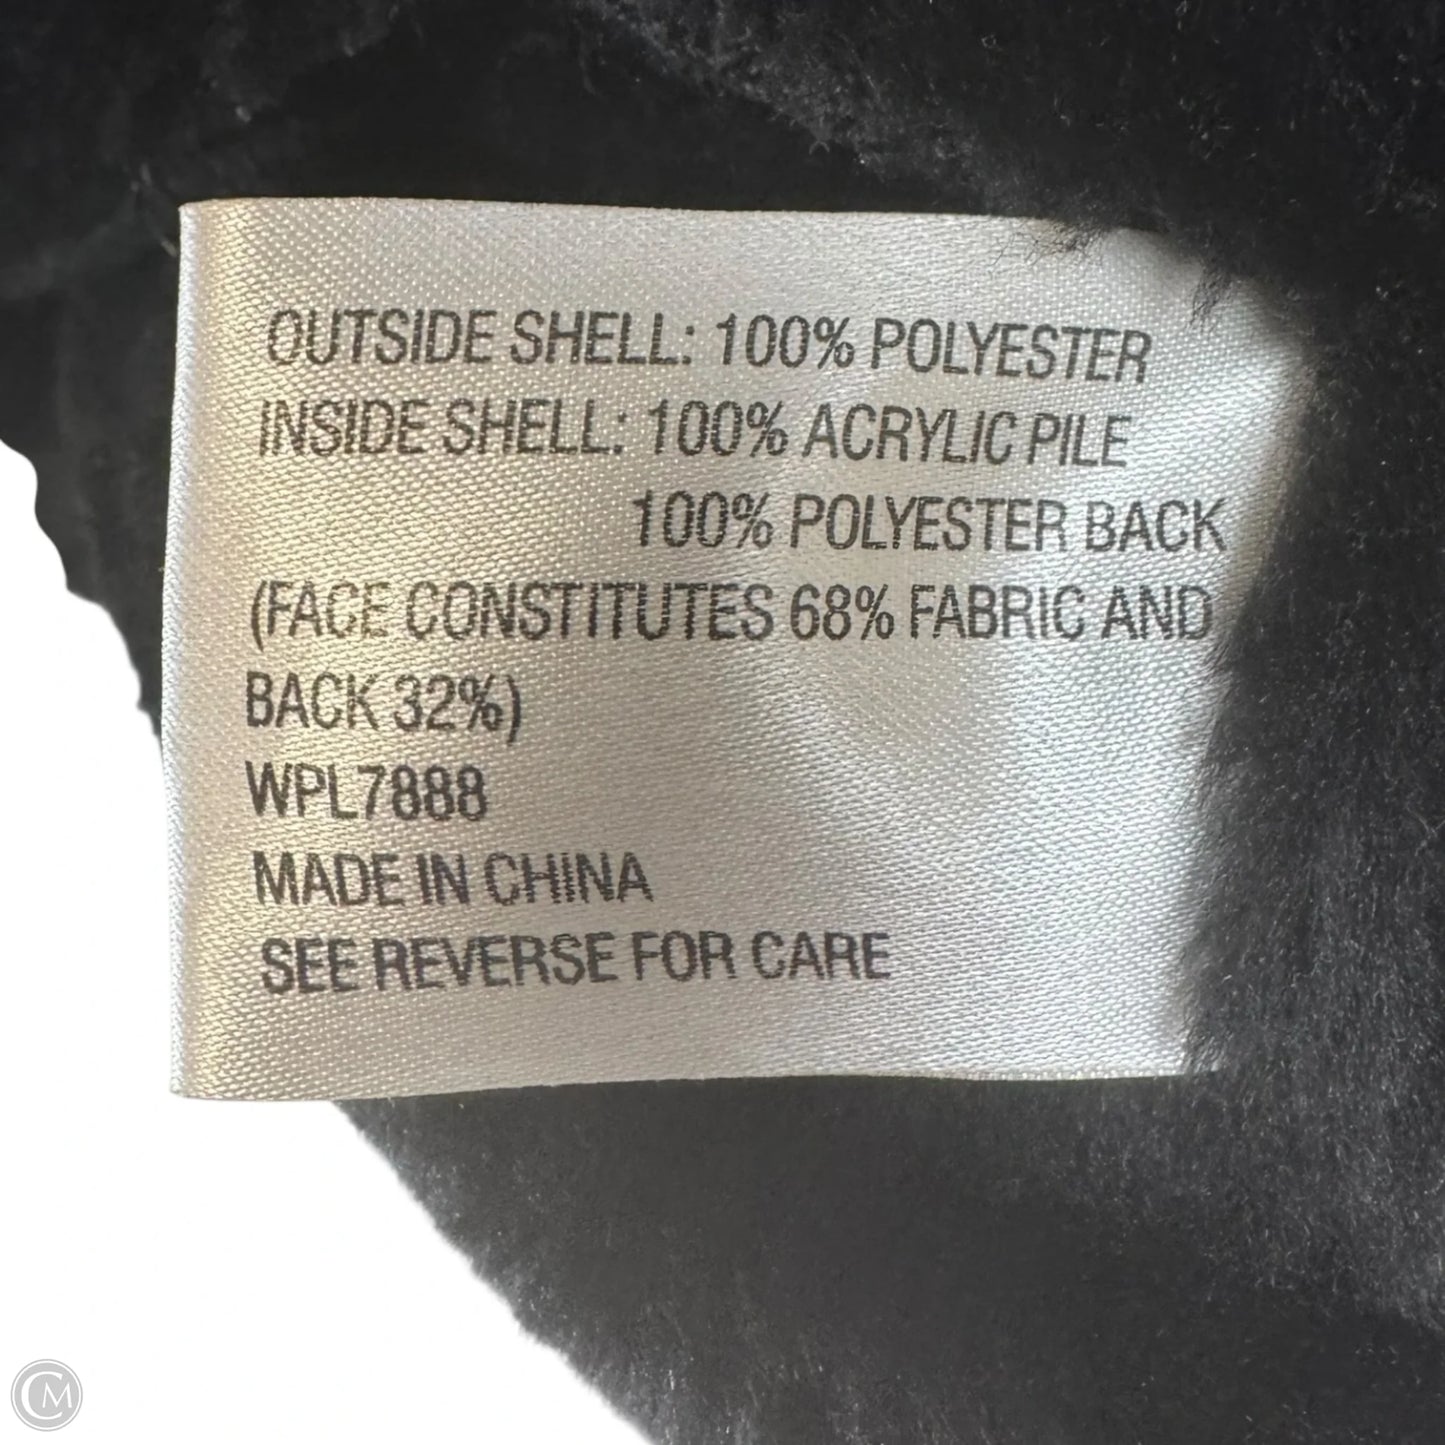 OUTSIDE SHELL: 100% POLYESTER
INSIDE SHELL: 100% ACRYLIC PILE
100% POLYESTER BACK
(FACE CONSTITUTES 68% FABRIC AND
BACK 32%)
WPL7888
MADE IN CHINA
SEE REVERSE FOR CARE
CM